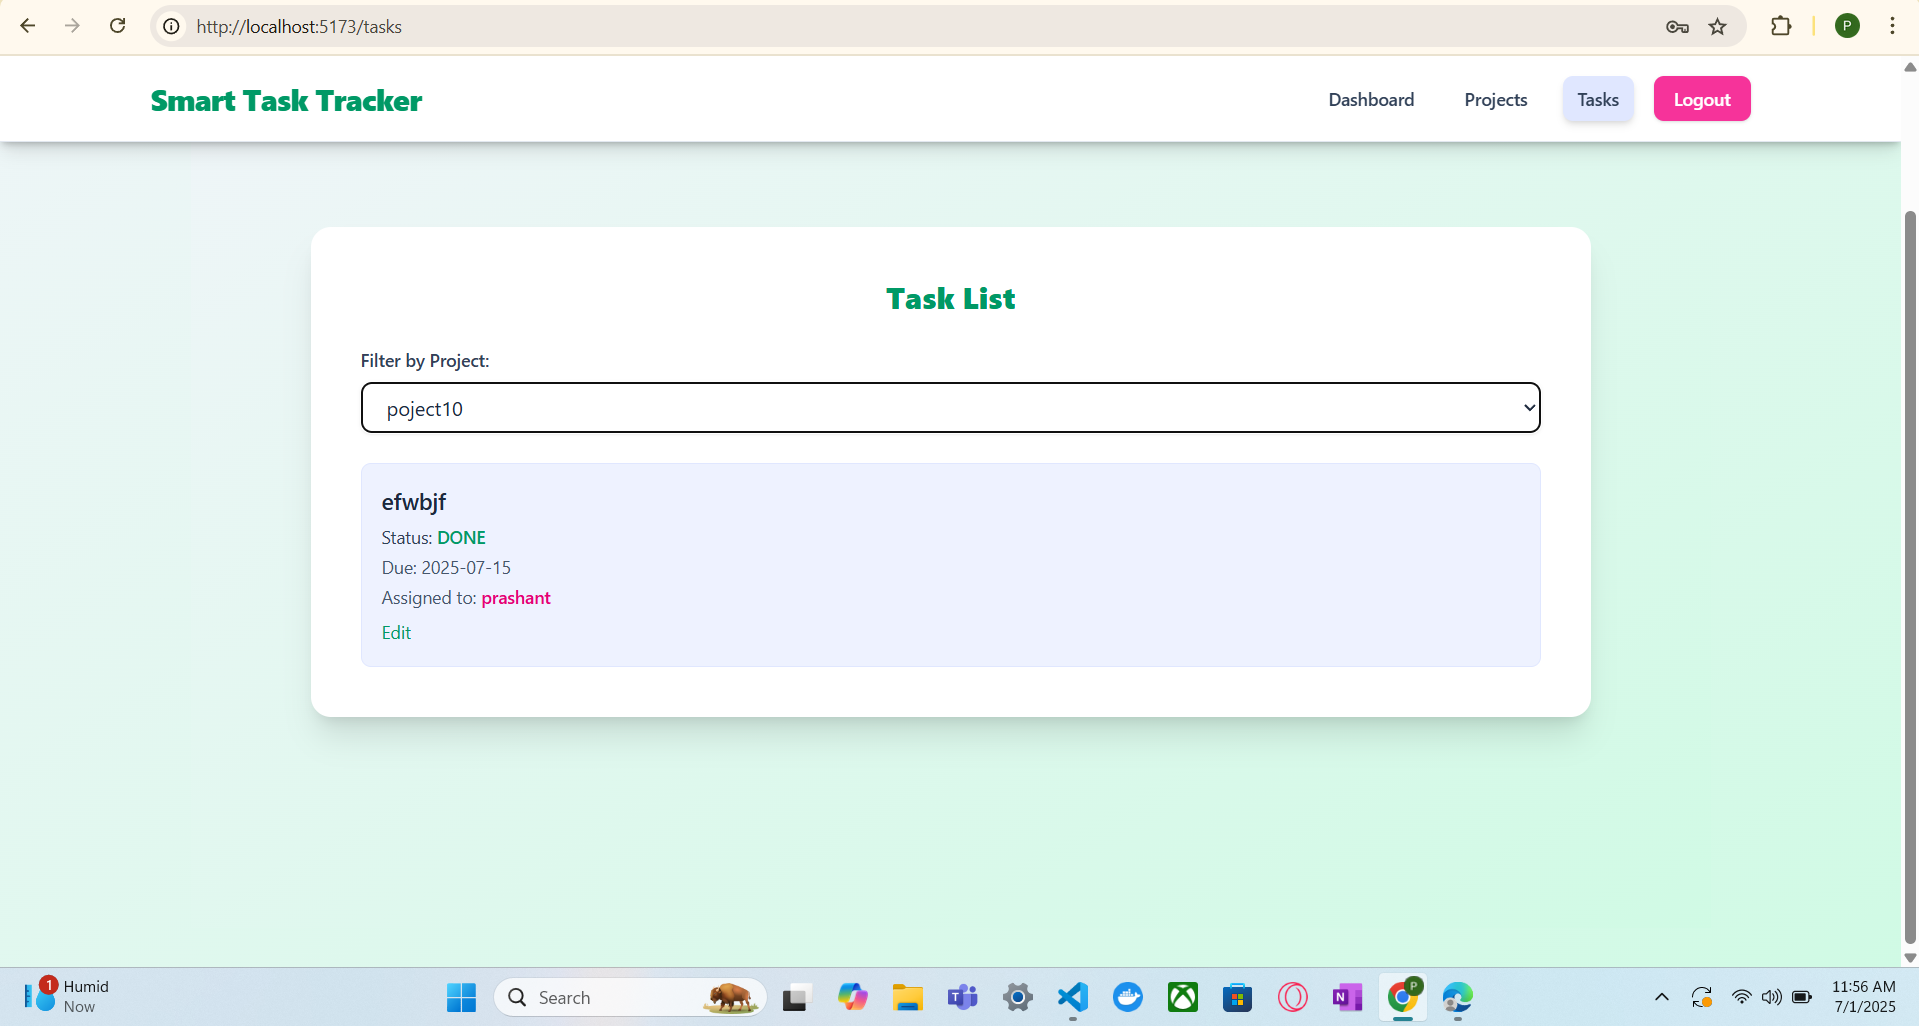 http://localhost:5173/tasks
P
Smart Task Tracker
Dashboard
Projects
Tasks
Logout
Task List
Filter by Project:
poject10
efwbjf
Status: DONE
Due: 2025-07-15
Assigned to: prashant
Edit
1
Humid
Now
Search
T
N
P
11:56 AM
7/1/2025